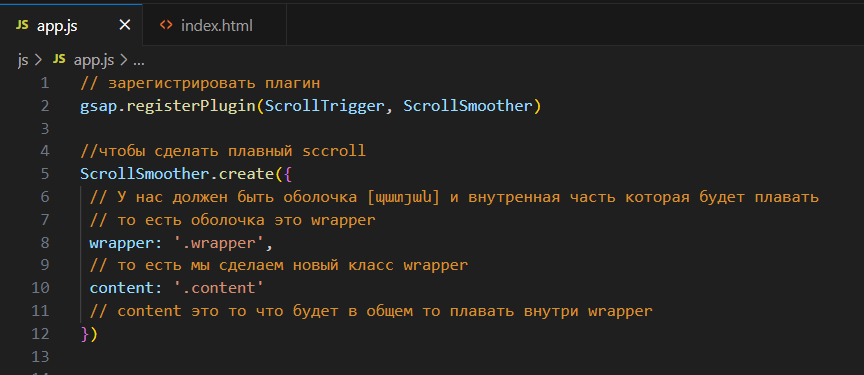 JS app.js × <> index.html
js > JS app.js > ...
1 // зарегистрировать плагин
2 gsap.registerPlugin(ScrollTrigger, ScrollSmoother)
3
4 //чтобы сделать плавный sccroll
5 ScrollSmoother.create({
6 // У нас должен быть оболочка [պատյան] и внутренная часть которая будет плавать
7 // то есть оболочка это wrapper
8 wrapper: '.wrapper',
9 // то есть мы сделаем новый класс wrapper
10 content: '.content'
11 // content это то что будет в общем то плавать внутри wrapper
12 })
13